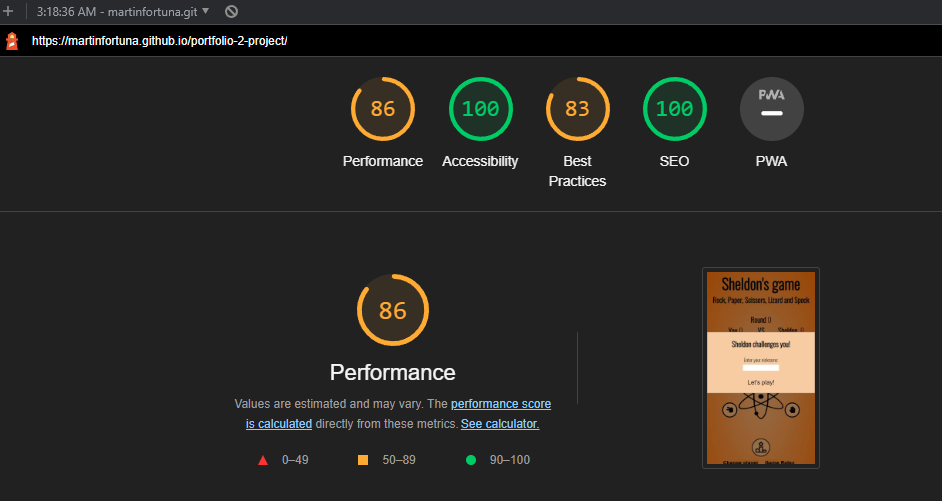 3:18:36 AM - martinfortuna.git
https://martinfortuna.github.io/portfolio-2-project/
86
100
83
100
PWA
Performance
Accessibility
Best
Practices
SEO
PWA
86
Performance
Values are estimated and may vary. The performance score
is calculated directly from these metrics. See calculator.
0–49
50–89
90–100
Sheldon's game
Rock, Paper, Scissors, Lizard and Spock
Round 0
You 0 VS Sheldon 0
Sheldon challenges you!
Enter your nickname
Let's play!